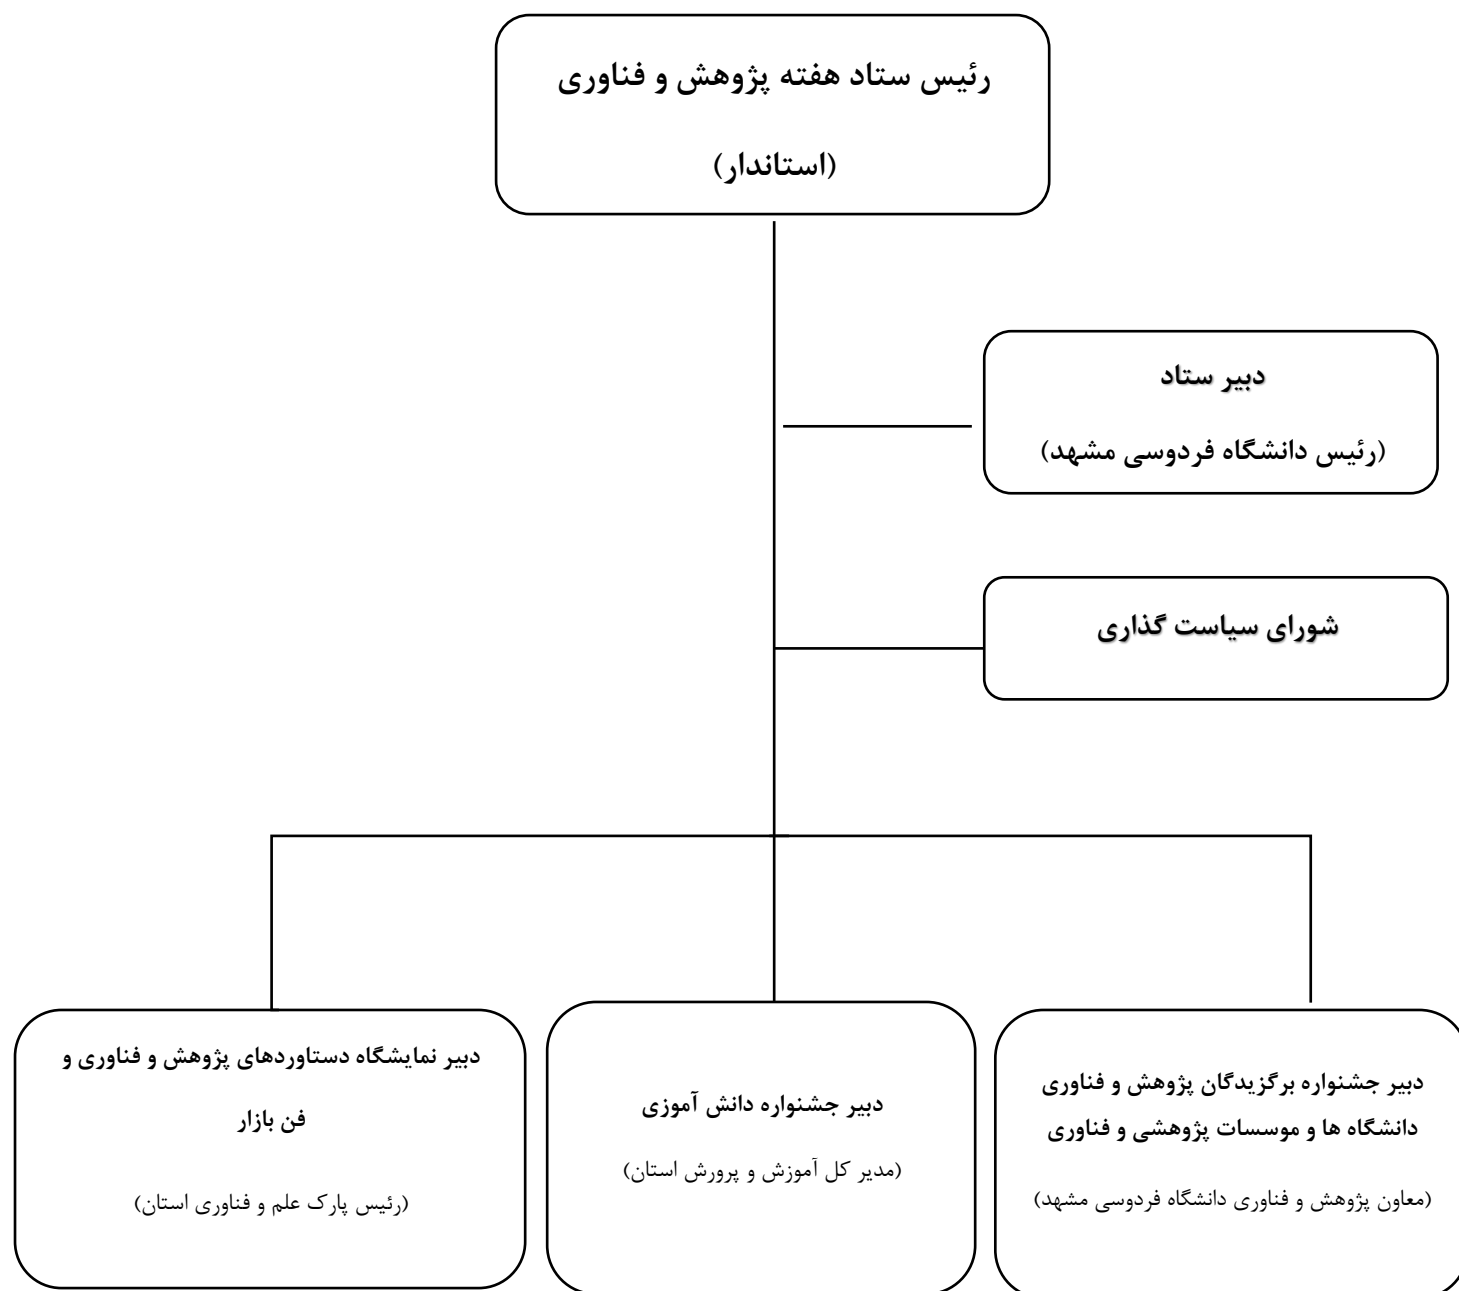 رئیس ستاد هفته پژوهش و فناوری
(استاندار)
دبیر ستاد
(رئیس دانشگاه فردوسی مشهد)
شورای سیاست گذاری
دبیر جشنواره برگزیدگان پژوهش و فناوری
دانشگاه ها و موسسات پژوهشی و فناوری
(معاون پژوهش و فناوری دانشگاه فردوسی مشهد)
دبیر جشنواره دانش آموزی
(مدیر کل آموزش و پرورش استان)
دبیر نمایشگاه دستاوردهای پژوهش و فناوری و
فن بازار
(رئیس پارک علم و فناوری استان)